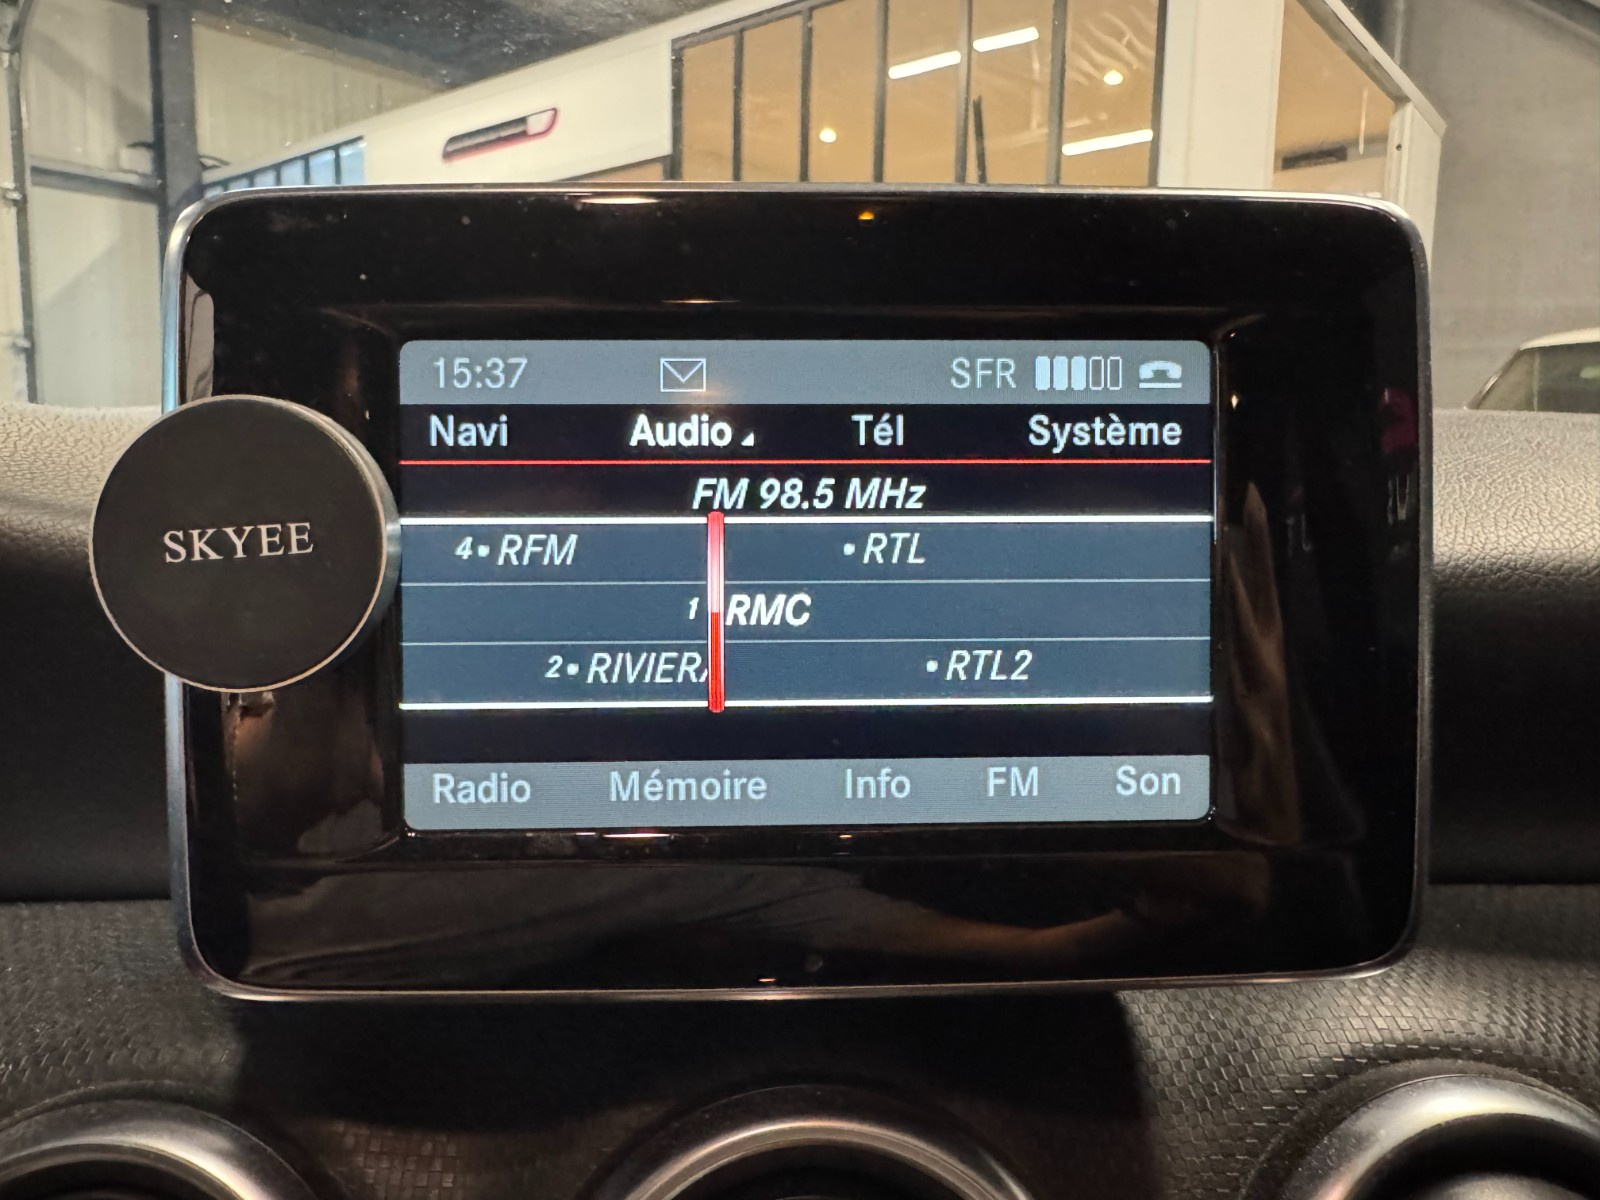 15:37 SFR
Navi Audio Tél Système
FM 98.5 MHz
4• RFM • RTL
1 RMC
2• RIVIERA • RTL2
Radio Mémoire Info FM Son
SKYEE